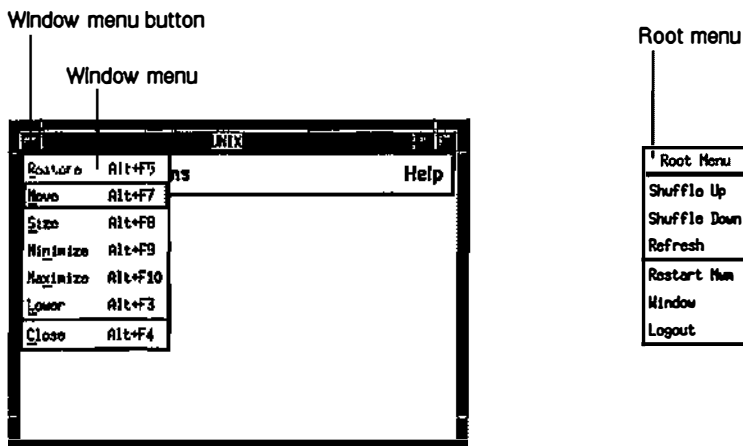 Window menu button
Root menu
Window menu
UNIX
Restore Alt+F5
ns
Help
Move Alt+F7
Size Alt+F8
Minimize Alt+F9
Maximize Alt+F10
Lower Alt+F3
Close Alt+F4
Root Menu
Shuffle Up
Shuffle Down
Refresh
Restart Mwm
Window
Logout